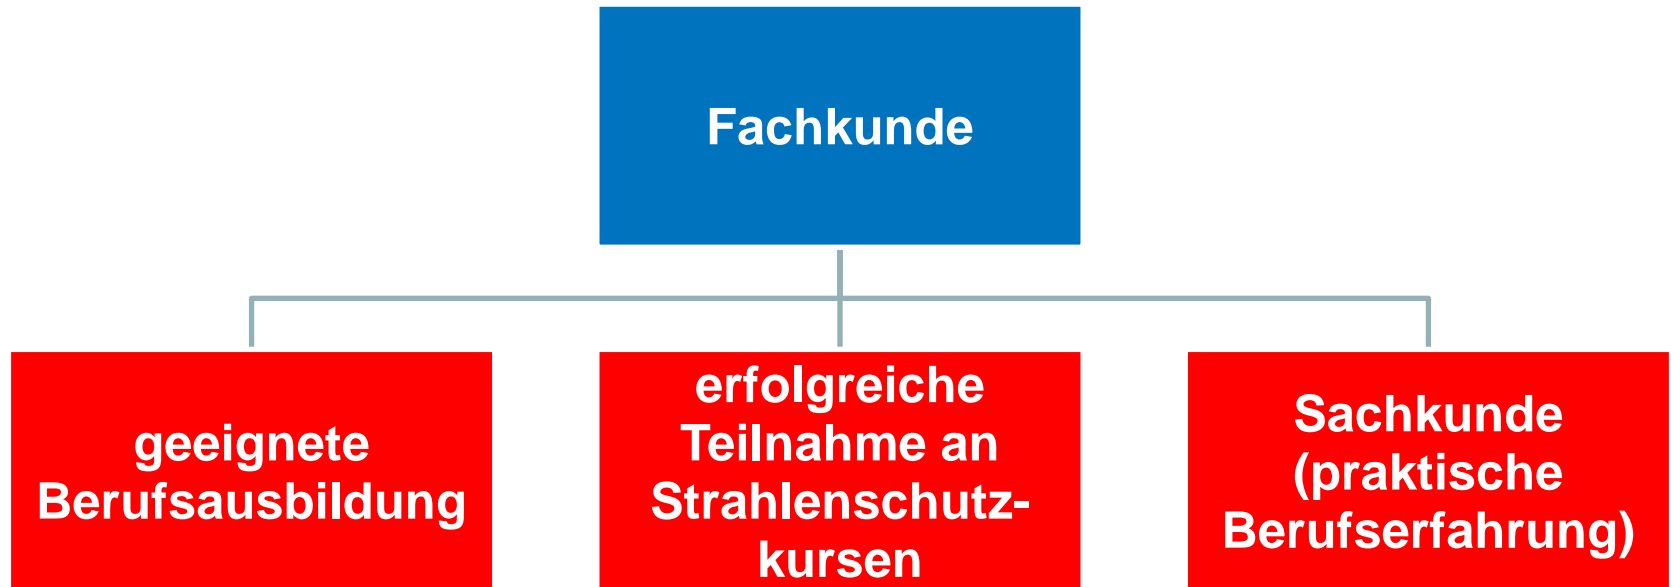 Fachkunde
geeignete
Berufsausbildung
erfolgreiche
Teilnahme an
Strahlenschutz-
kursen
Sachkunde
(praktische
Berufserfahrung)